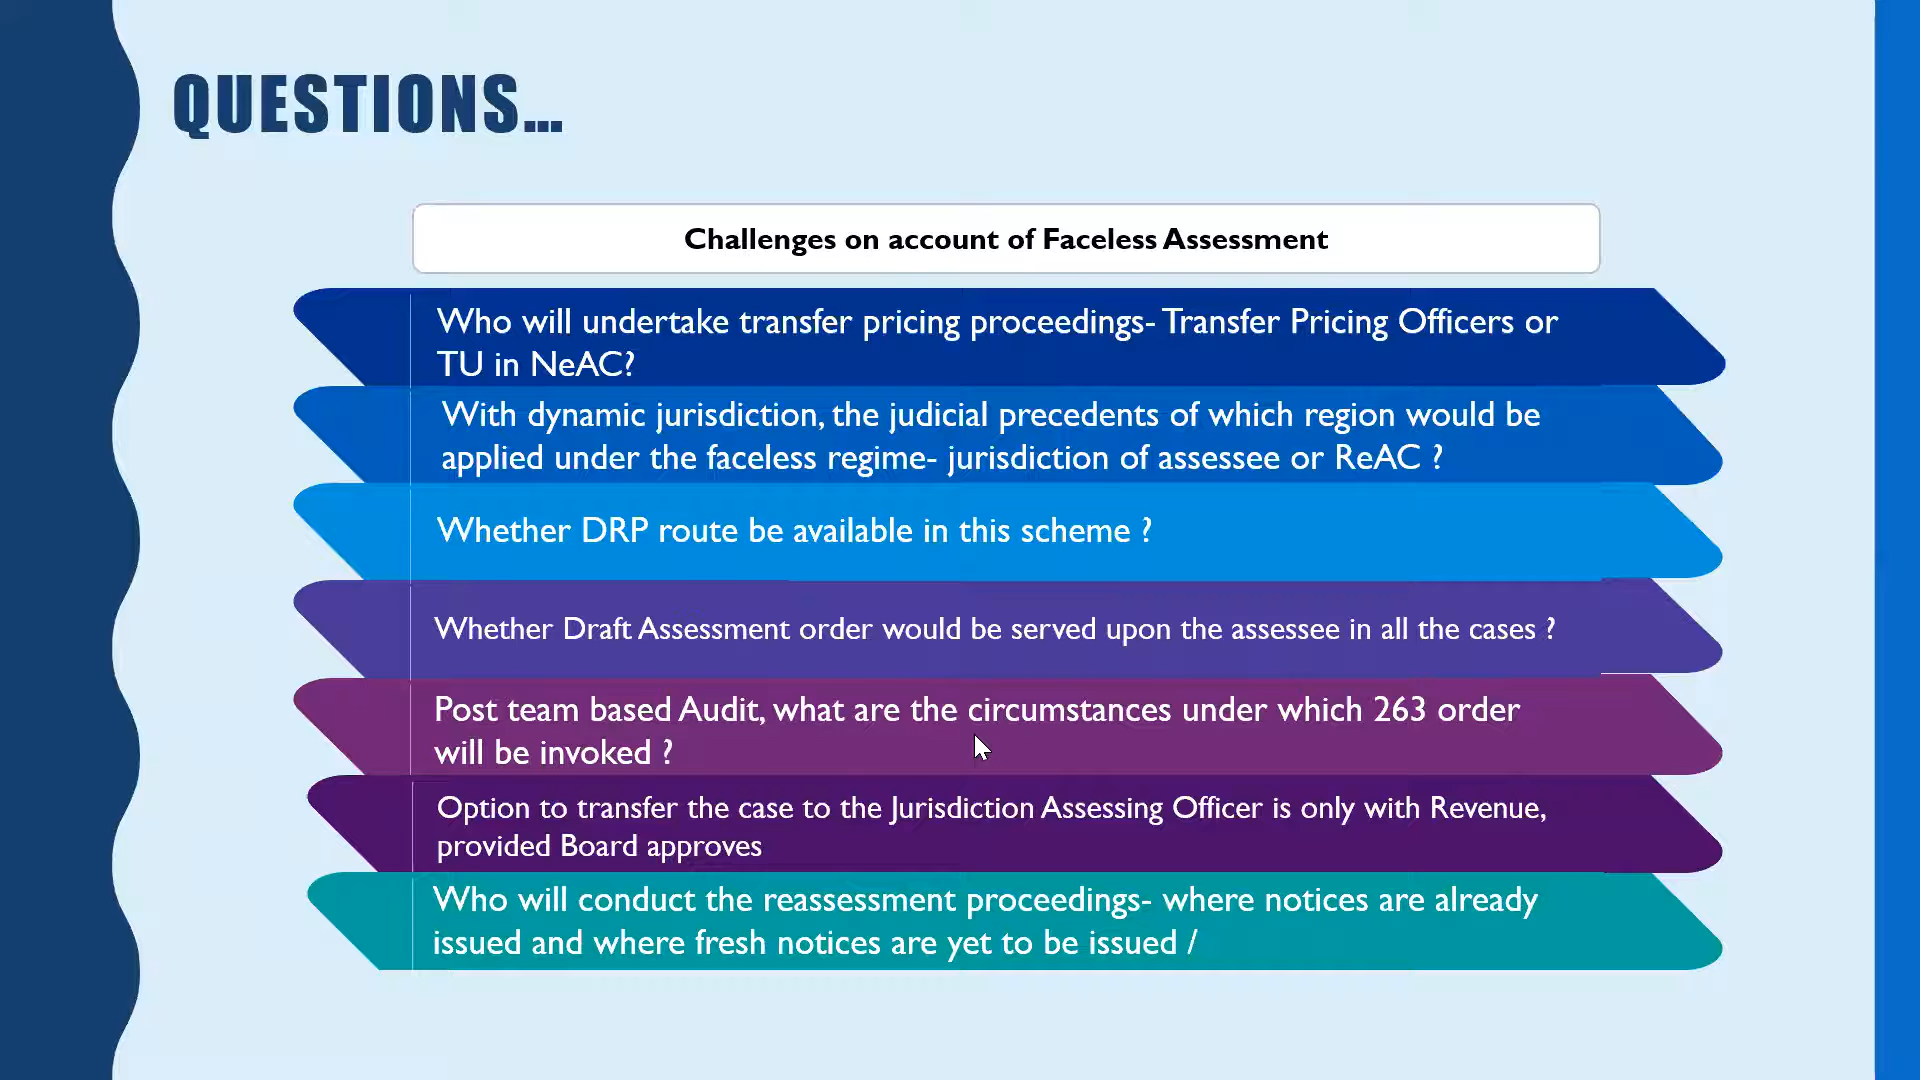 QUESTIONS...
Challenges on account of Faceless Assessment
Who will undertake transfer pricing proceedings- Transfer Pricing Officers or
TU in NeAC?
With dynamic jurisdiction, the judicial precedents of which region would be
applied under the faceless regime- jurisdiction of assessee or ReAC ?
Whether DRP route be available in this scheme ?
Whether Draft Assessment order would be served upon the assessee in all the cases ?
Post team based Audit, what are the circumstances under which 263 order
will be invoked ?
Option to transfer the case to the Jurisdiction Assessing Officer is only with Revenue,
provided Board approves
Who will conduct the reassessment proceedings- where notices are already
issued and where fresh notices are yet to be issued /